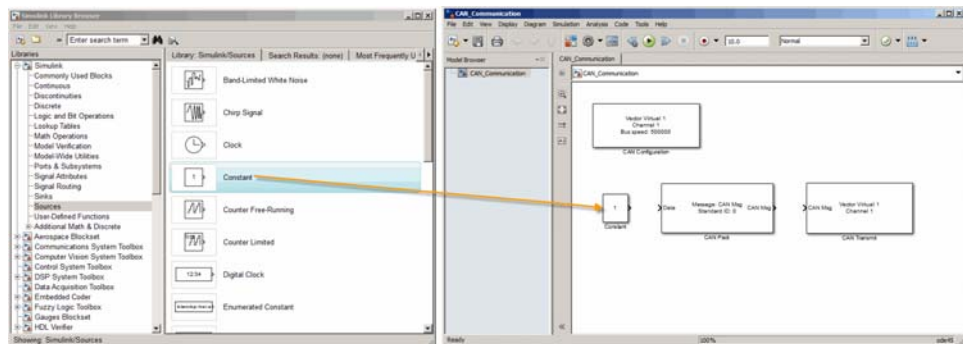 Simulink Library Browser
File Edit View Help
Enter search term
Libraries
Library: Simulink/Sources
Search Results: (none)
Most Frequently U
Simulink
Commonly Used Blocks
Continuous
Discontinuities
Discrete
Logic and Bit Operations
Lookup Tables
Math Operations
Model Verification
Model-Wide Utilities
Ports & Subsystems
Signal Attributes
Signal Routing
Sinks
Sources
User-Defined Functions
Additional Math & Discrete
Aerospace Blockset
Communications System Toolbox
Computer Vision System Toolbox
Control System Toolbox
DSP System Toolbox
Data Acquisition Toolbox
Embedded Coder
Fuzzy Logic Toolbox
Gauges Blockset
HDL Verifier
Band-Limited White Noise
Chirp Signal
Clock
1
Constant
Counter Free-Running
Counter Limited
12:34
Digital Clock
Enumerated Constant
Showing: Simulink/Sources
CAN_Communication
File Edit View Display Diagram Simulation Analysis Code Tools Help
10.0
Normal
Model Browser
CAN_Communication
CAN_Communication
CAN_Communication
Vector Virtual 1
Channel 1
Bus speed: 500000
CAN Configuration
1
Constant
Data
Message: CAN Msg
Standard ID: 0
CAN Msg
CAN Pack
CAN Msg
Vector Virtual 1
Channel 1
CAN Transmit
Ready
100%
ode45